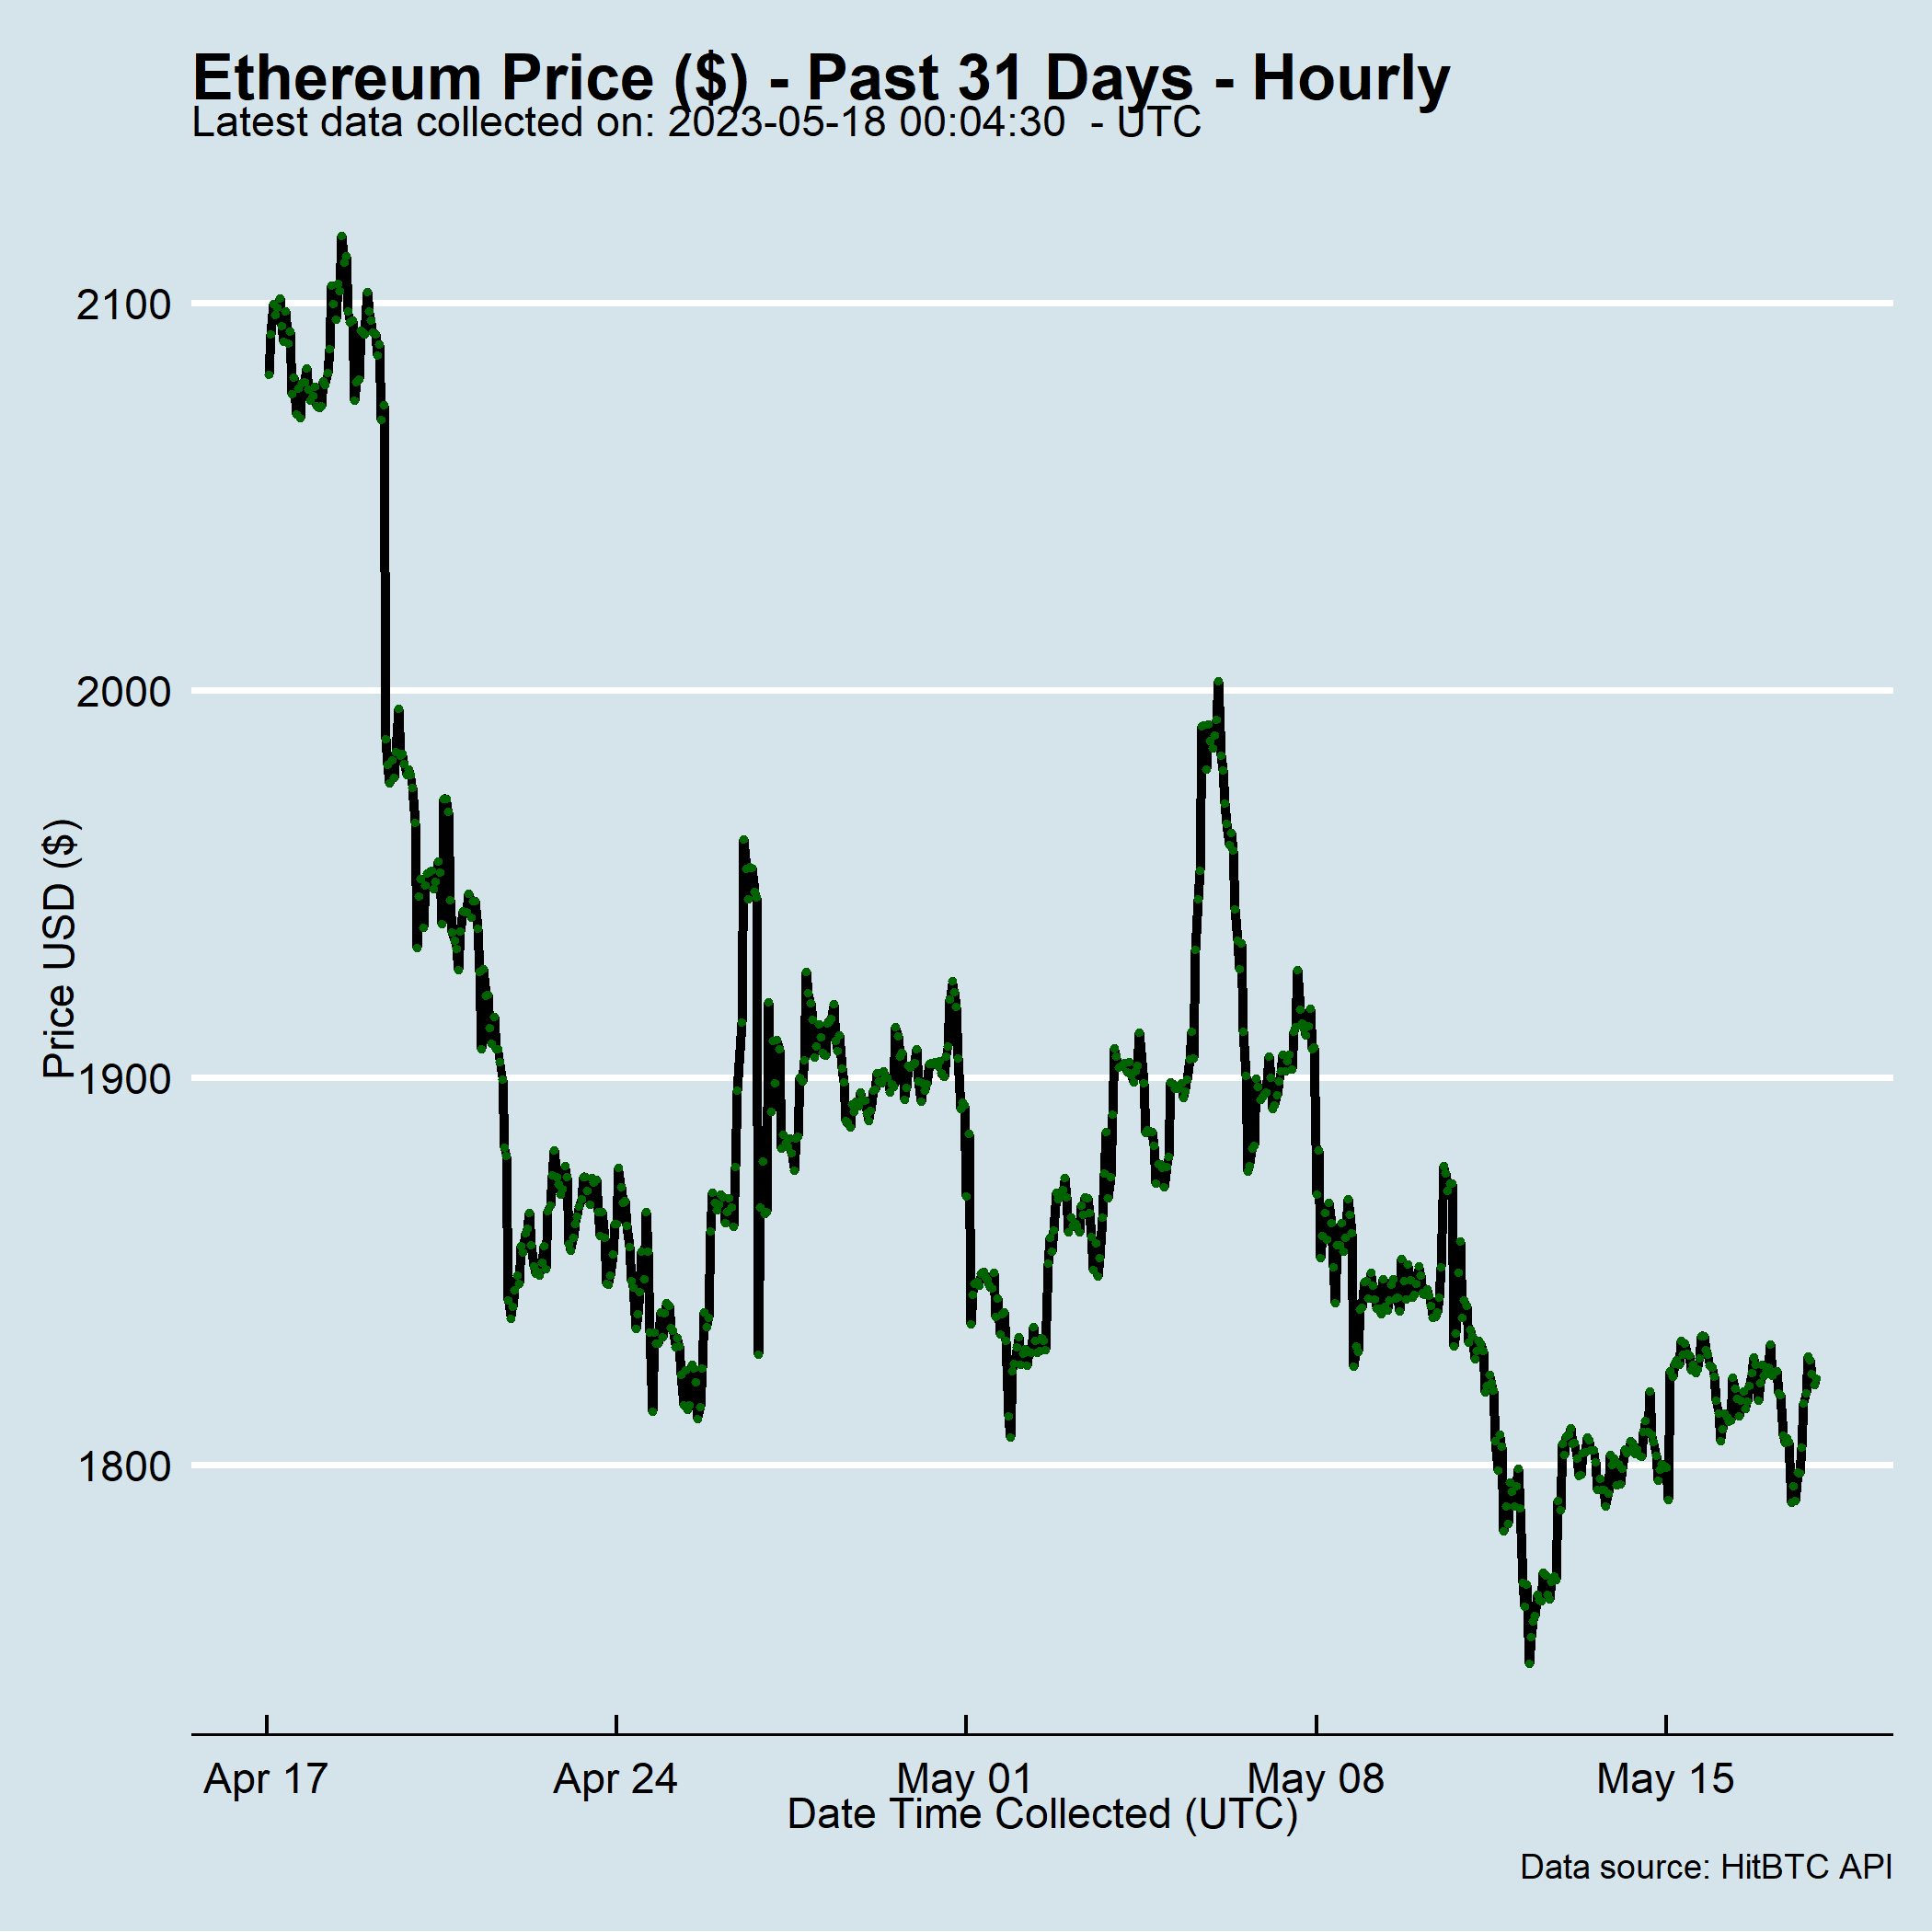 Ethereum Price ($) - Past 31 Days - Hourly
Latest data collected on: 2023-05-18 00:04:30  - UTC
2100
2000
1900
1800
Price USD ($)
Apr 17
Apr 24
May 01
May 08
May 15
Date Time Collected (UTC)
Data source: HitBTC API